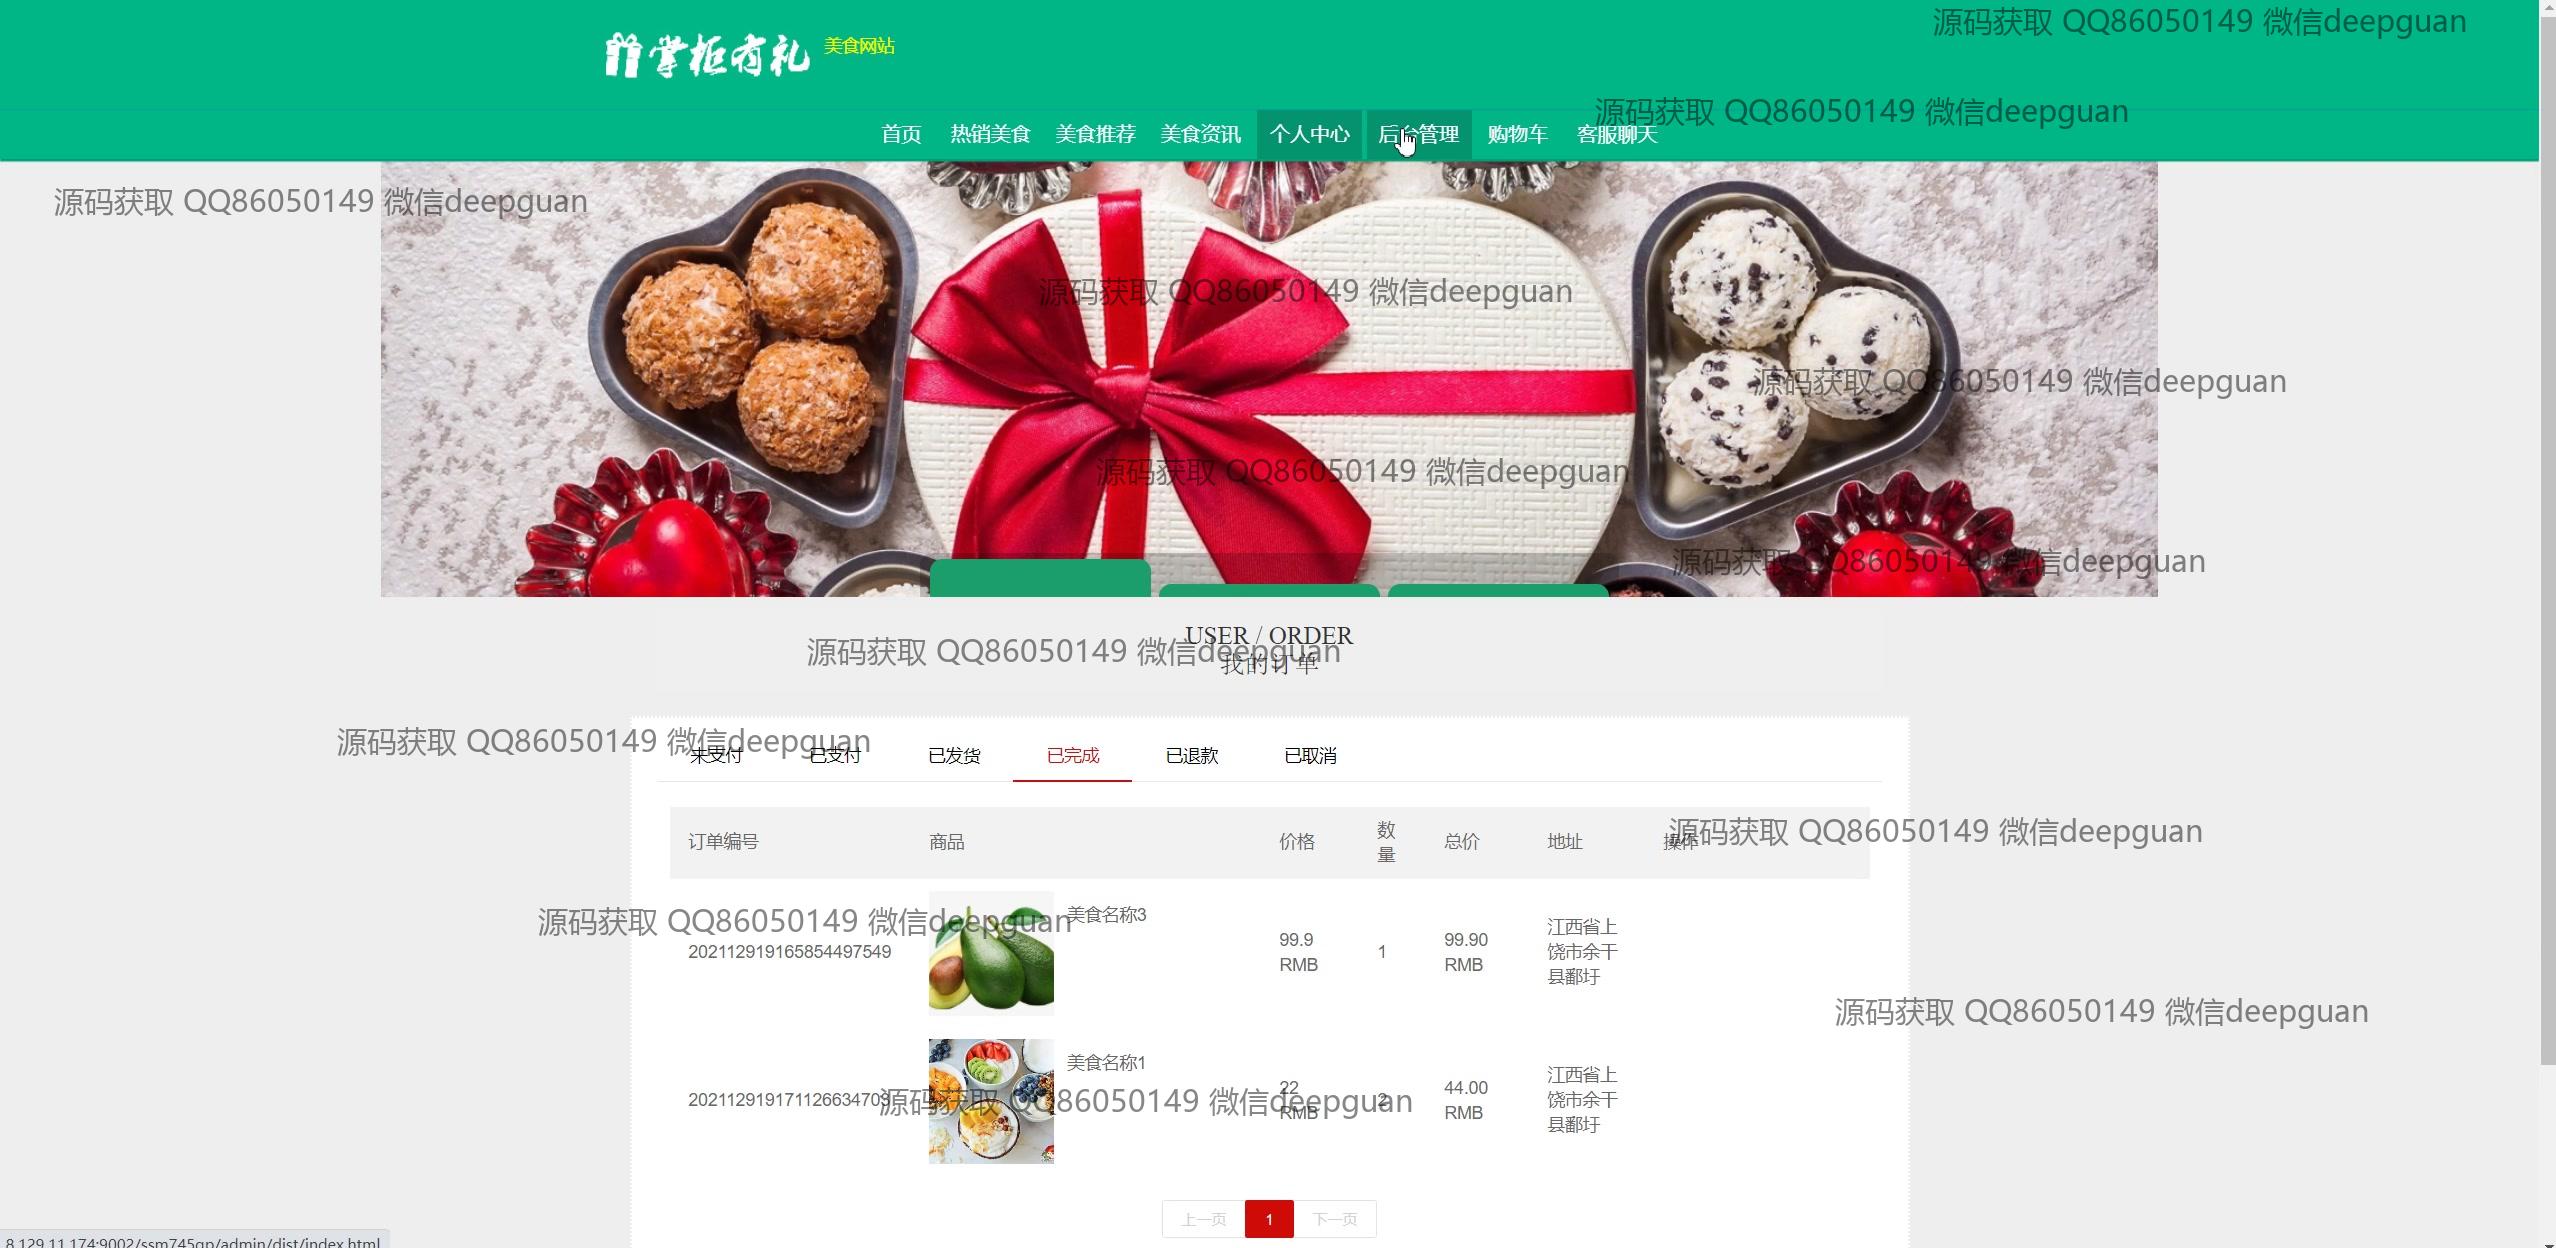 源码获取 QQ86050149 微信deepguan
掌柜有礼 美食网站
源码获取 QQ86050149 微信deepguan
首页 热销美食 美食推荐 美食资讯 个人中心 后台管理 购物车 客服聊天
源码获取 QQ86050149 微信deepguan
源码获取 QQ86050149 微信deepguan
源码获取 QQ86050149 微信deepguan
源码获取 QQ86050149 微信deepguan
源码获取 QQ86050149 微信deepguan
USER / ORDER
源码获取 QQ86050149 微信deepguan
我的订单
源码获取 QQ86050149 微信deepguan
未支付 已支付 已发货 已完成 已退款 已取消
源码获取 QQ86050149 微信deepguan
订单编号 商品 价格 数量 总价 地址 操作
美食名称3
源码获取 QQ86050149 微信deepguan
202112919165854497549 99.9 RMB 1 99.90 RMB 江西省上饶市余干县鄱圩
源码获取 QQ86050149 微信deepguan
美食名称1
202112919171126634703 22 RMB 2 44.00 RMB 江西省上饶市余干县鄱圩
源码获取 QQ86050149 微信deepguan
上一页 1 下一页
8.129.11.174:9002/ssm745gp/admin/dist/index.html